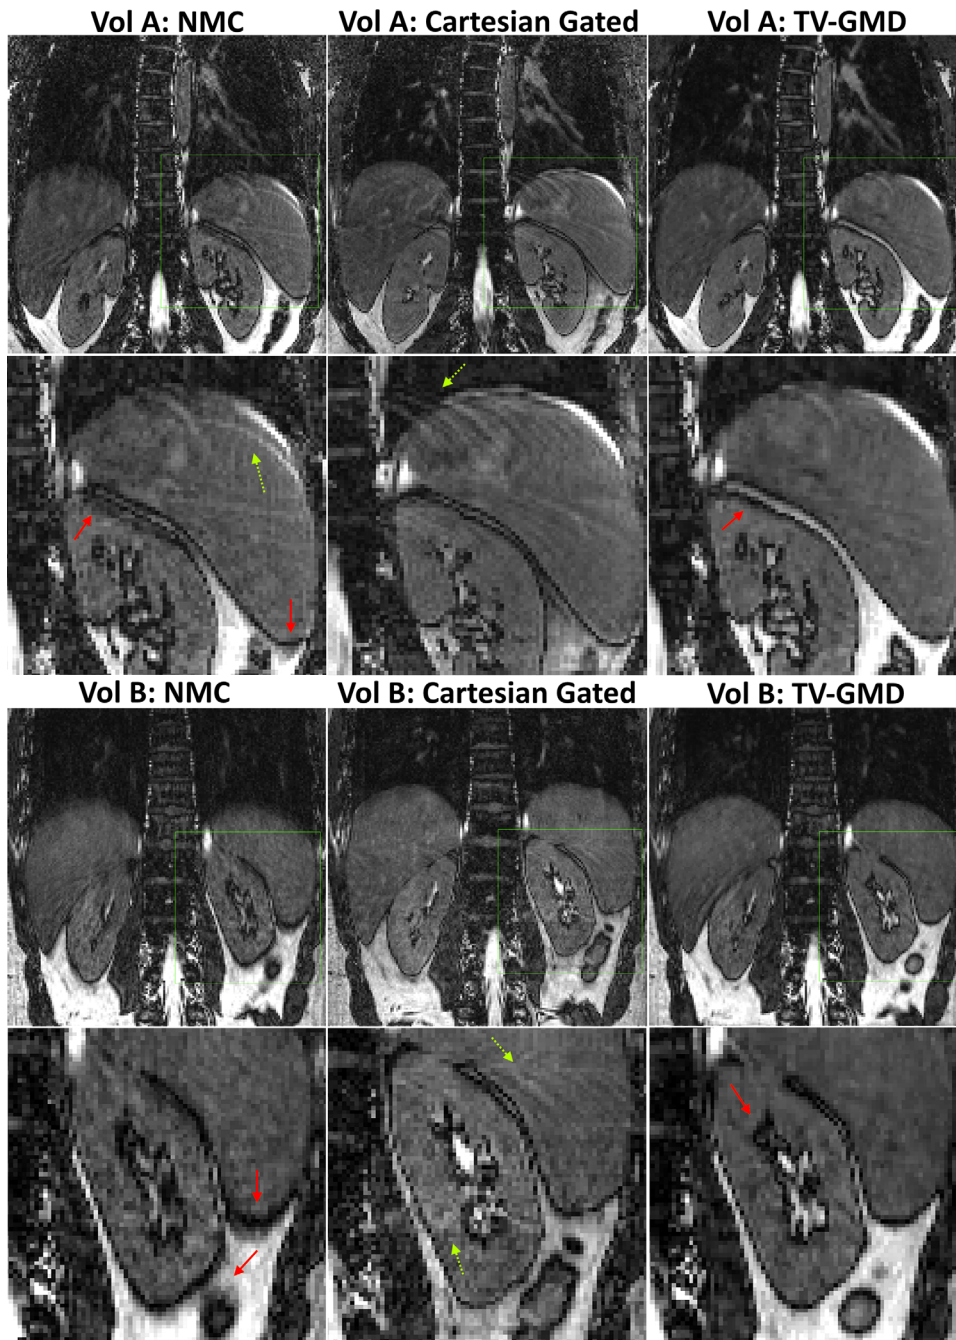 Vol A: NMC
Vol A: Cartesian Gated
Vol A: TV-GMD
Vol B: NMC
Vol B: Cartesian Gated
Vol B: TV-GMD